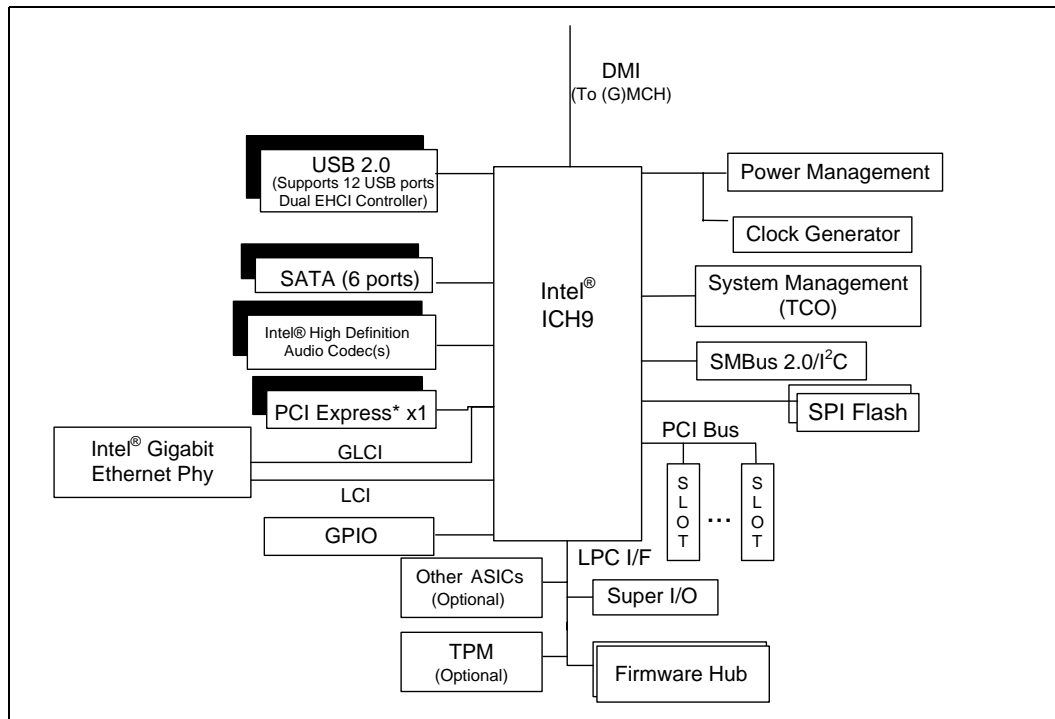 DMI
(To (G)MCH)
USB 2.0
(Supports 12 USB ports
Dual EHCI Controller)
Power Management
Clock Generator
SATA (6 ports)
Intel®
ICH9
System Management
(TCO)
Intel® High Definition
Audio Codec(s)
SMBus 2.0/I²C
PCI Express* x1
SPI Flash
Intel® Gigabit
Ethernet Phy
GLCI
LCI
PCI Bus
SLOT
...
SLOT
GPIO
LPC I/F
Other ASICs
(Optional)
Super I/O
TPM
(Optional)
Firmware Hub